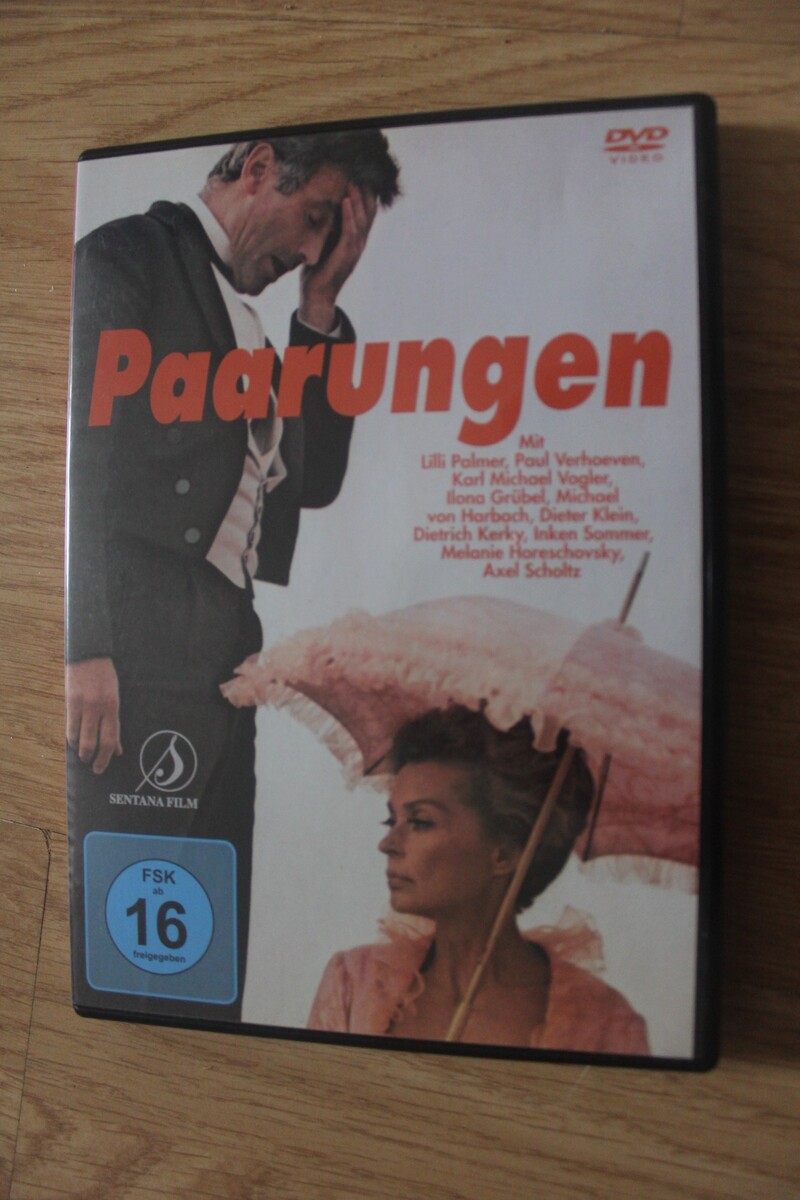 DVD
VIDEO
Paarungen
Mit
Lilli Palmer, Paul Verhoeven,
Karl Michael Vogler,
Ilona Grübel, Michael
von Harbach, Dieter Klein,
Dietrich Kerky, Inken Sommer,
Melanie Horeschovsky,
Axel Scholtz
SENTANA FILM
FSK
ab
16
freigegeben